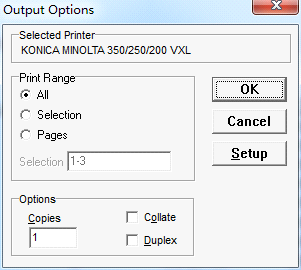 Output Options
Selected Printer
KONICA MINOLTA 350/250/200 VXL
Print Range
All
Selection
Pages
Selection 1-3
OK
Cancel
Setup
Options
Copies
1
Collate
Duplex